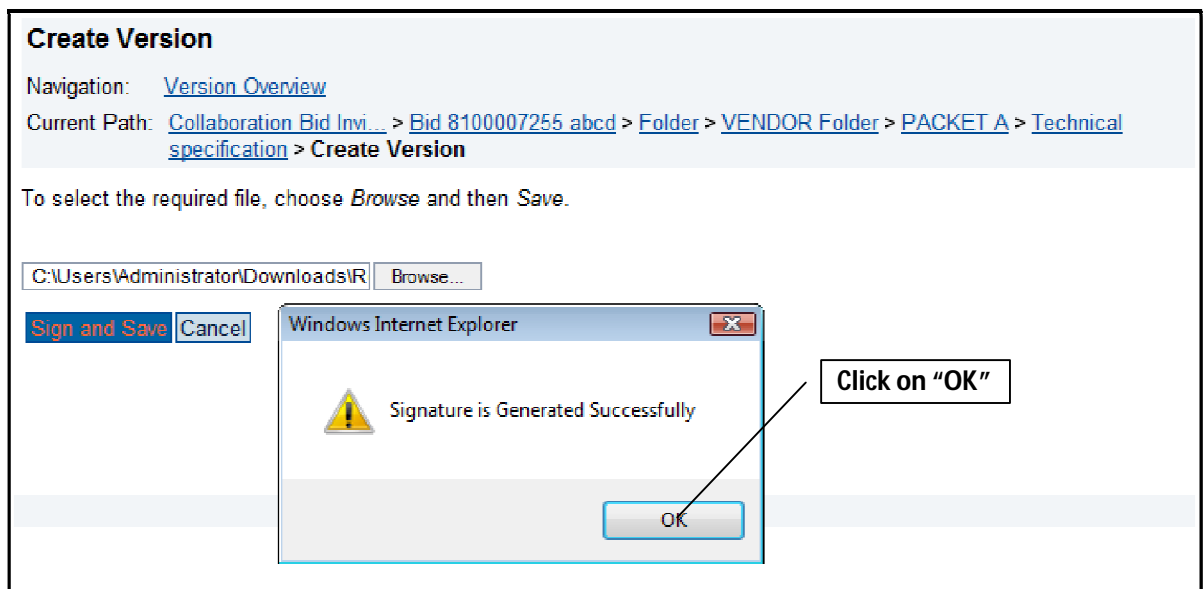 Create Version
Navigation: Version Overview
Current Path: Collaboration Bid Invi... > Bid 8100007255 abcd > Folder > VENDOR Folder > PACKET A > Technical
specification > Create Version
To select the required file, choose Browse and then Save.
C:\Users\Administrator\Downloads\R Browse...
Sign and Save Cancel
Windows Internet Explorer
Click on “OK”
Signature is Generated Successfully
OK